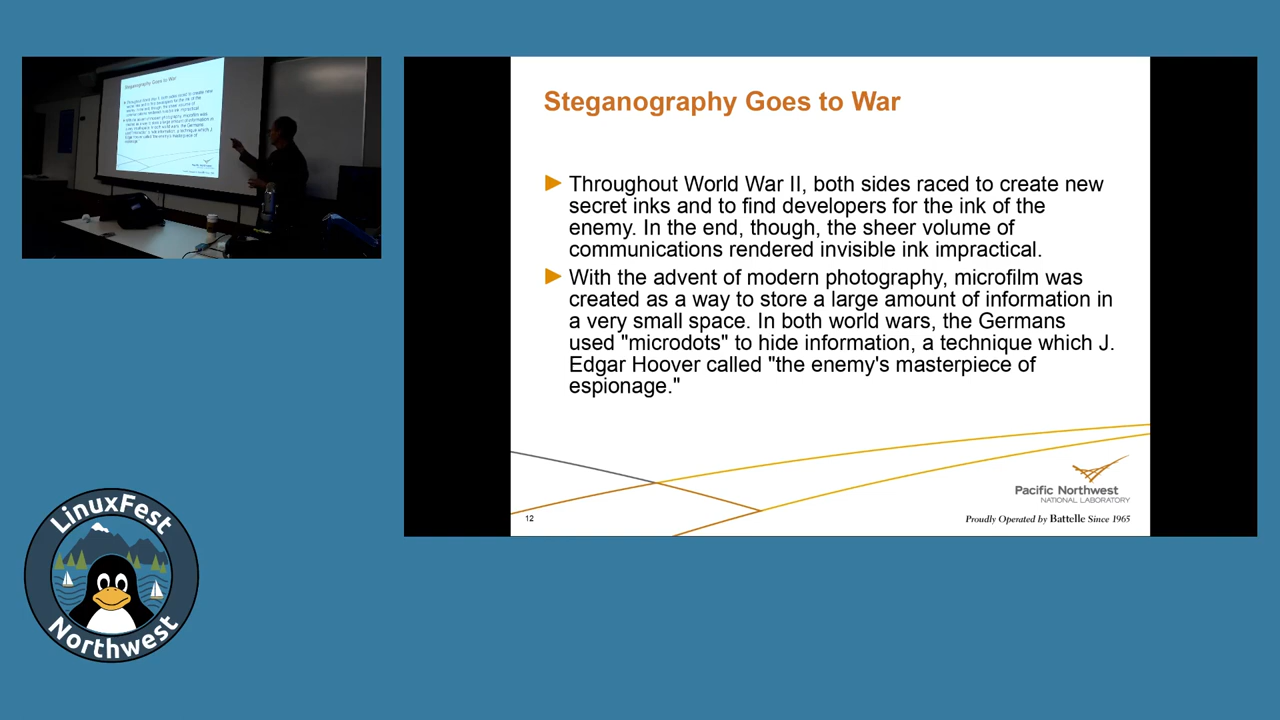 Steganography Goes to War
Throughout World War II, both sides raced to create new
secret inks and to find developers for the ink of the
enemy. In the end, though, the sheer volume of
communications rendered invisible ink impractical.
With the advent of modern photography, microfilm was
created as a way to store a large amount of information in
a very small space. In both world wars, the Germans
used "microdots" to hide information, a technique which J.
Edgar Hoover called "the enemy's masterpiece of
espionage."
Pacific Northwest
NATIONAL LABORATORY
12
Proudly Operated by Battelle Since 1965
LinuxFest
Northwest